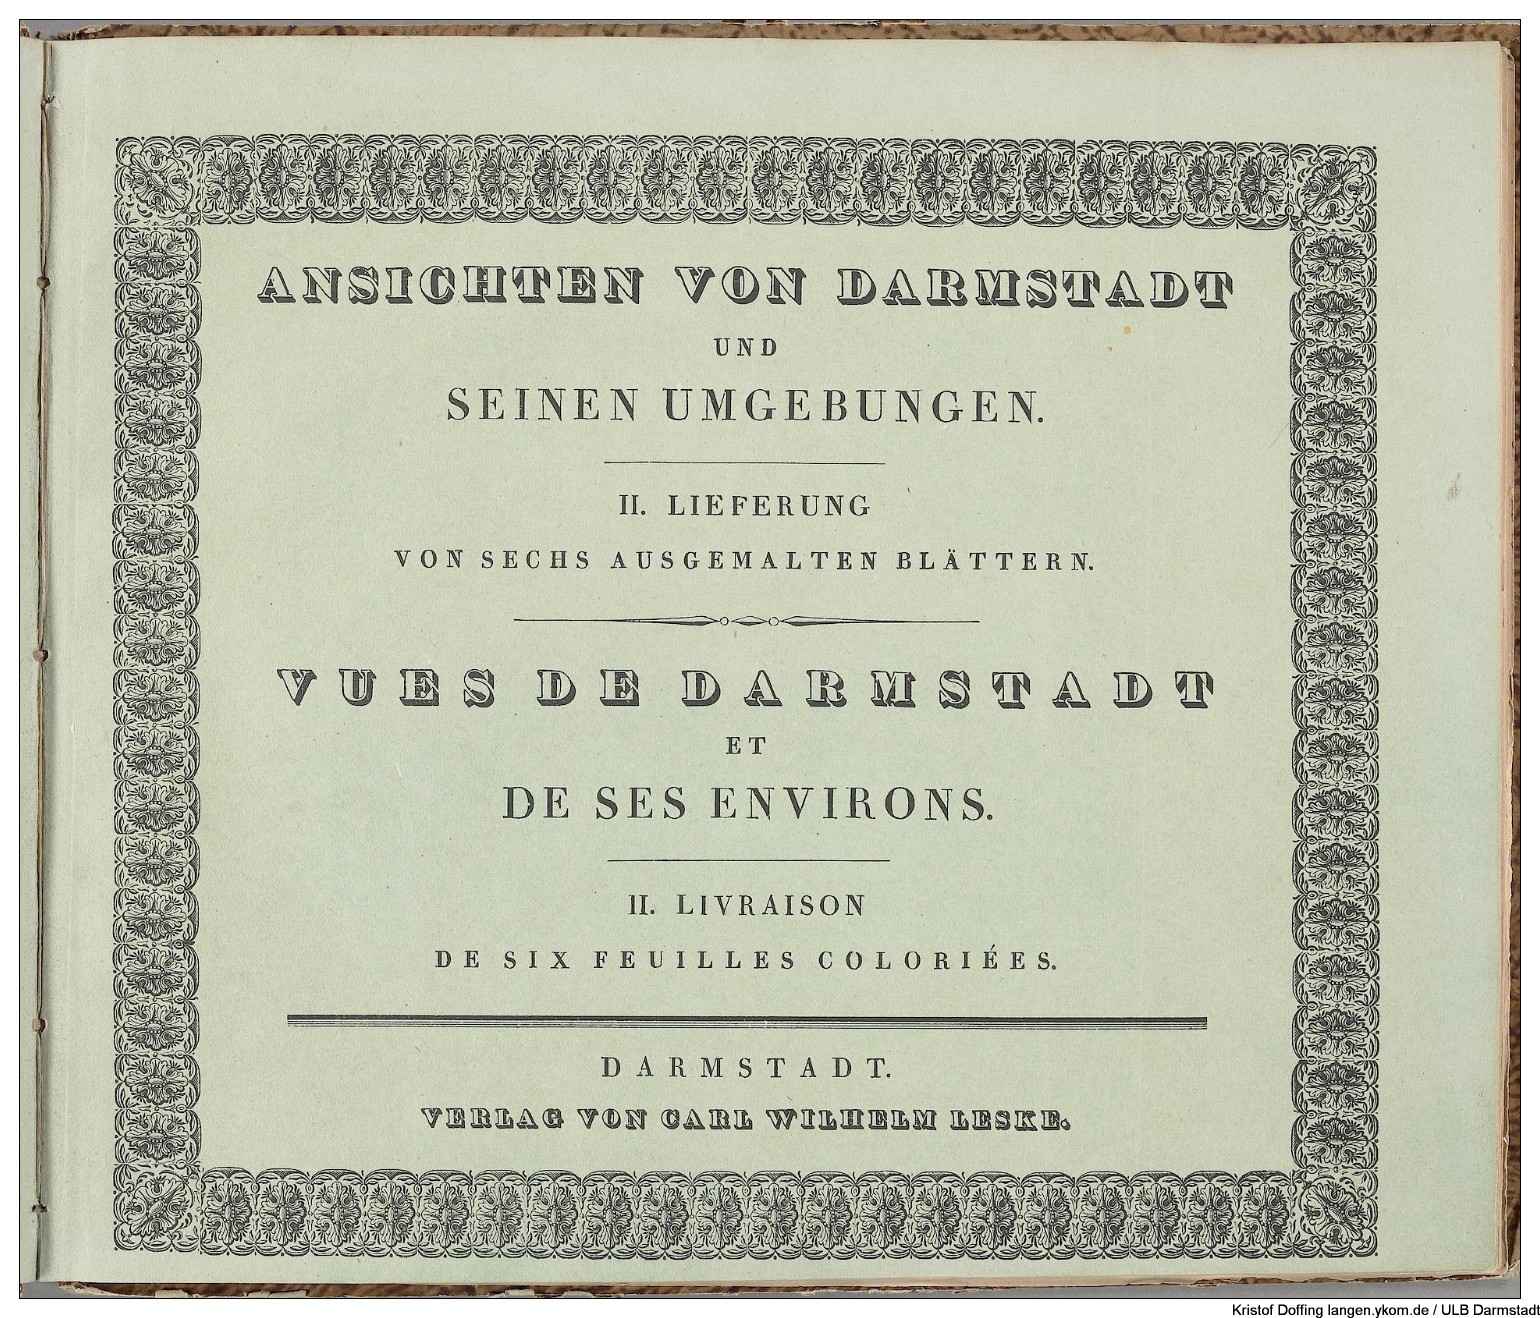 ANSICHTEN VON DARMSTADT
UND
SEINEN UMGEBUNGEN.
II. LIEFERUNG
VON SECHS AUSGEMALTEN BLÄTTERN.
VUES DE DARMSTADT
ET
DE SES ENVIRONS.
II. LIVRAISON
DE SIX FEUILLES COLORIÉES.
DARMSTADT.
VERLAG VON CARL WILHELM LESKE.
Kristof Doffing langen.ykom.de / ULB Darmstadt